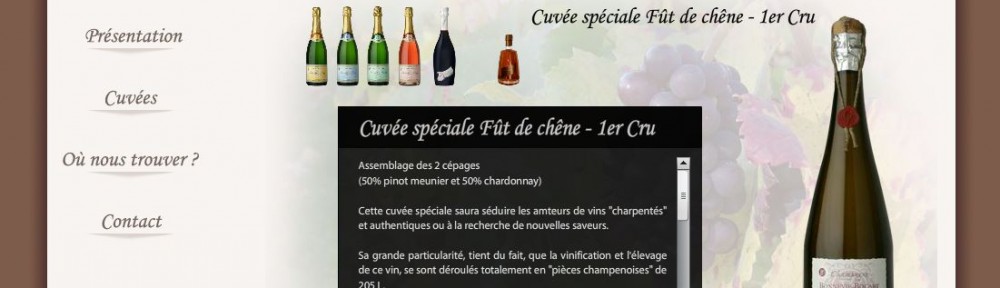 Présentation
Cuvées
Où nous trouver ?
Contact
Cuvée spéciale Fût de chêne - 1er Cru
Cuvée spéciale Fût de chêne - 1er Cru
Assemblage des 2 cépages
(50% pinot meunier et 50% chardonnay)
Cette cuvée spéciale saura séduire les amteurs de vins "charpentés"
et authentiques ou à la recherche de nouvelles saveurs.
Sa grande particularité, tient du fait, que la vinification et l'élevage
de ce vin, se sont déroulés totalement en "pièces champenoises" de
205 L.